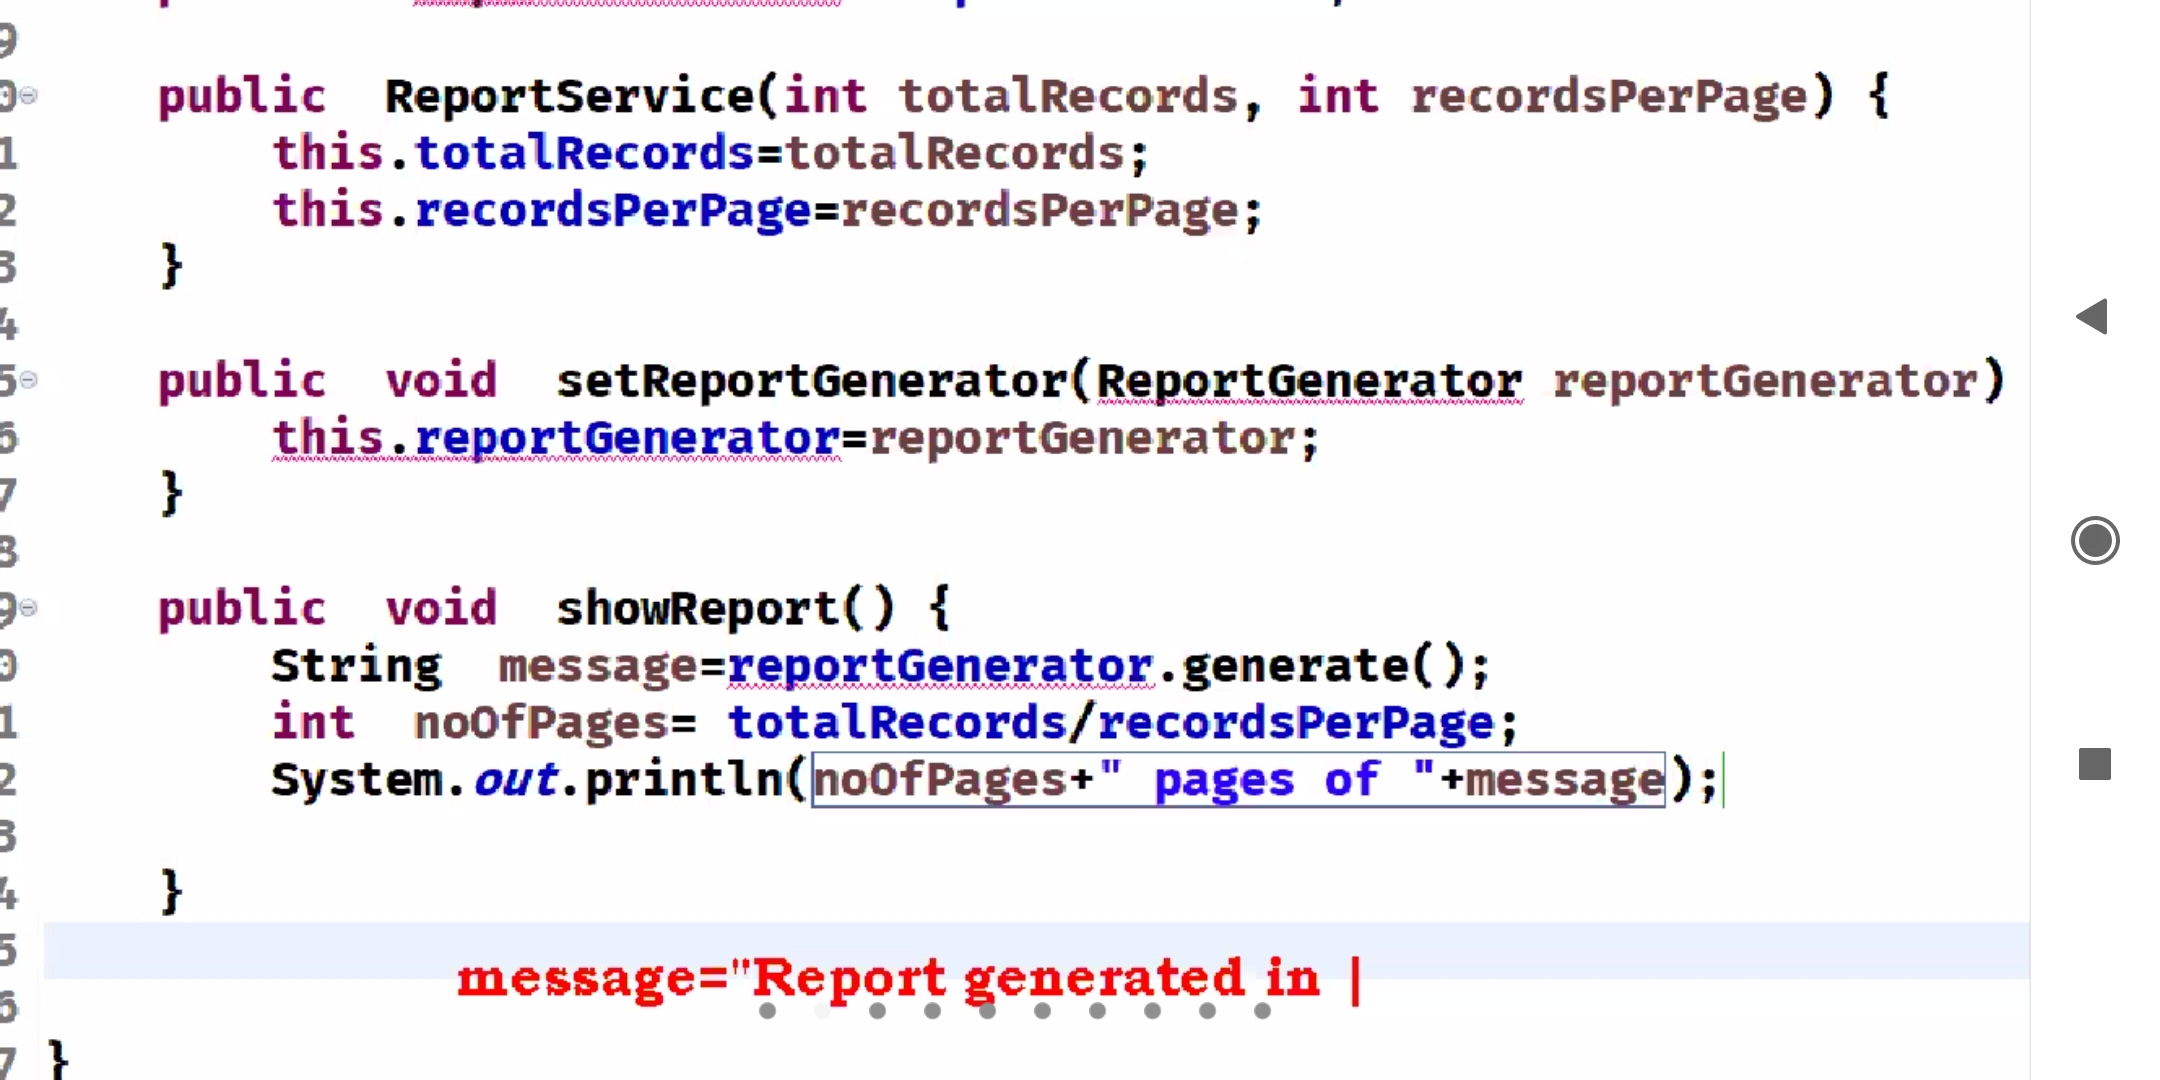 9
0 public  ReportService(int totalRecords, int recordsPerPage) {
1 this.totalRecords=totalRecords;
2 this.recordsPerPage=recordsPerPage;
3 }
4
5 public  void  setReportGenerator(ReportGenerator reportGenerator)
6 this.reportGenerator=reportGenerator;
7 }
8
9 public  void  showReport() {
0 String  message=reportGenerator.generate();
1 int  noOfPages= totalRecords/recordsPerPage;
2 System.out.println(noOfPages+" pages of "+message);
3
4 }
5
message="Report generated in |
6
7 }